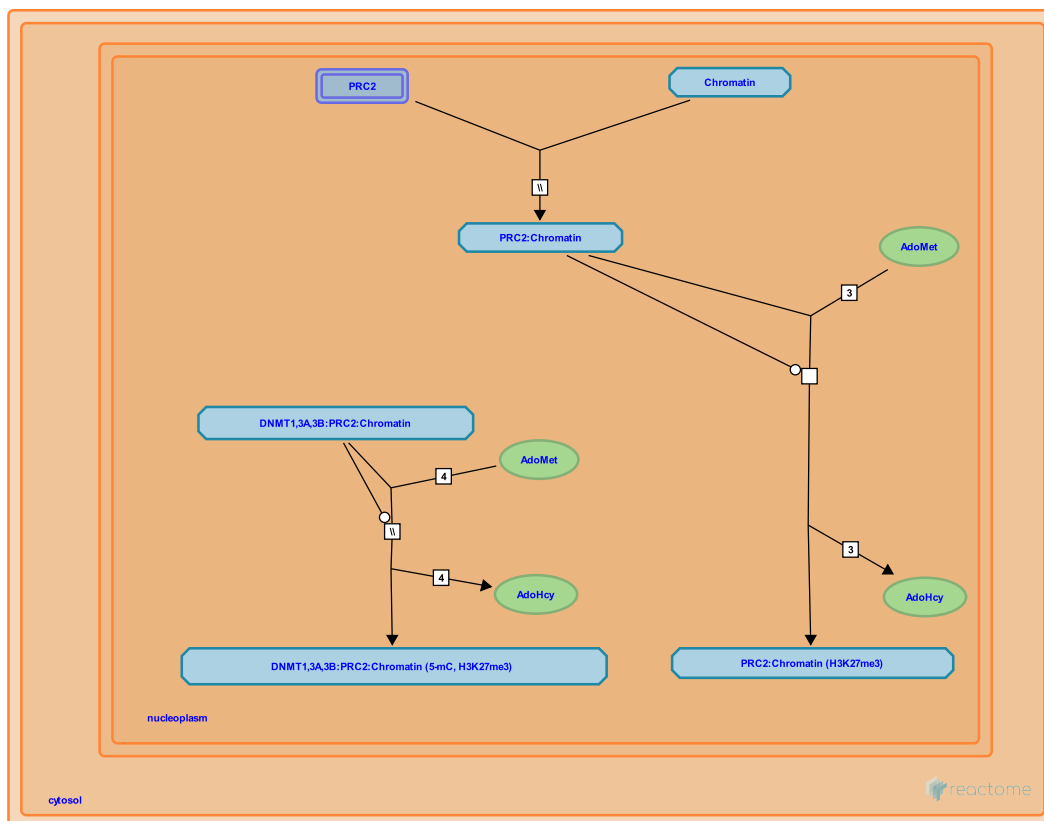 PRC2
Chromatin
\\
PRC2:Chromatin
AdoMet
3
DNMT1,3A,3B:PRC2:Chromatin
AdoMet
4
\\
3
4
AdoHcy
AdoHcy
DNMT1,3A,3B:PRC2:Chromatin (5-mC, H3K27me3)
PRC2:Chromatin (H3K27me3)
nucleoplasm
reactome
cytosol